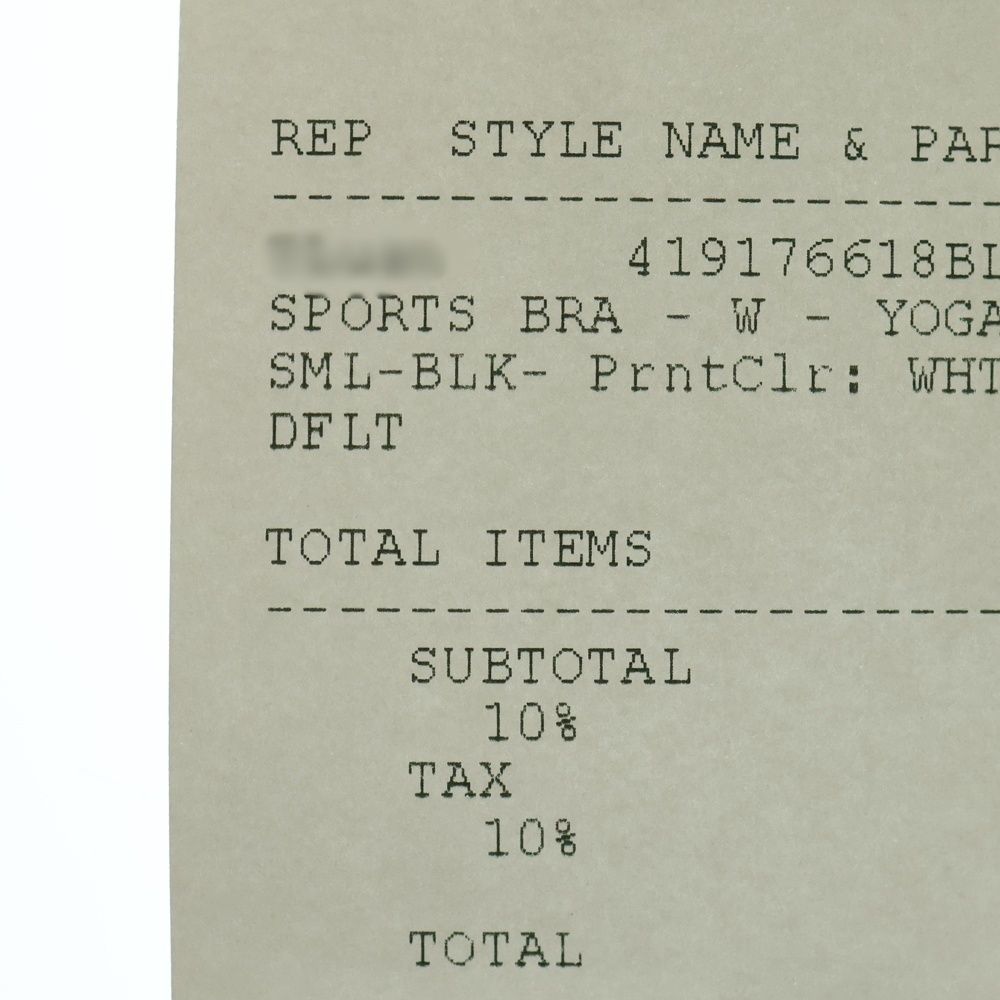 REP STYLE NAME & PAR
--------------------------------
419176618BL
SPORTS BRA - W - YOGA
SML-BLK- PrntClr: WHT
DFLT
TOTAL ITEMS
--------------------------------
SUBTOTAL
10%
TAX
10%
TOTAL